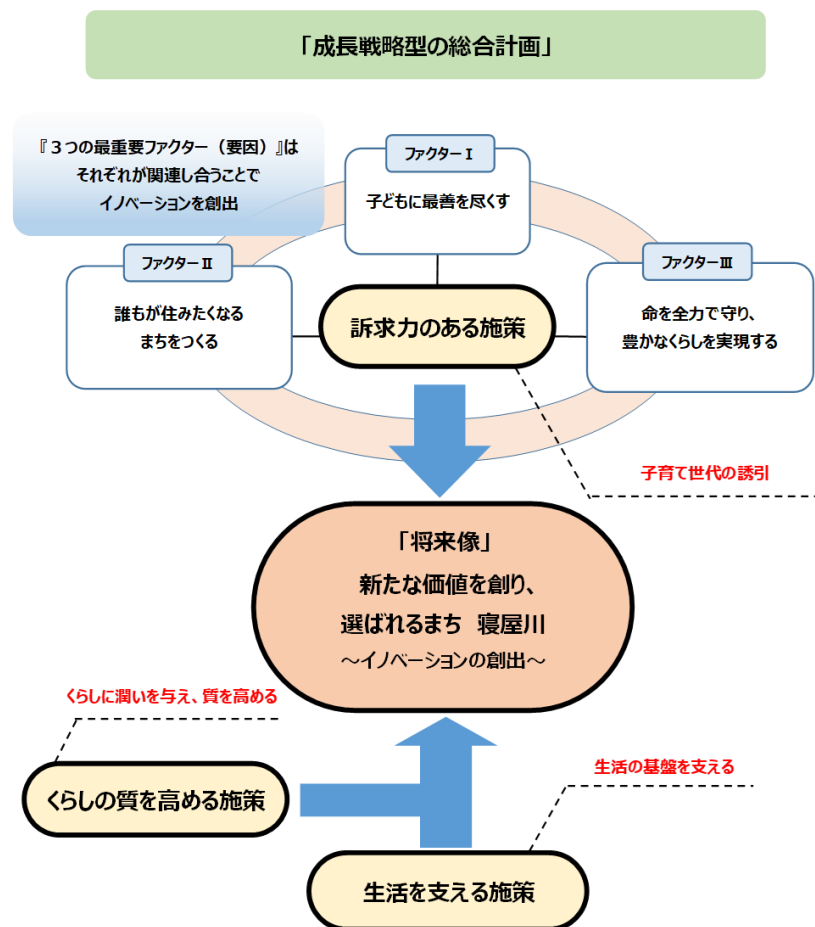 「成長戦略型の総合計画」
『３つの最重要ファクター（要因）』は
それぞれが関連し合うことで
イノベーションを創出
ファクターⅠ
子どもに最善を尽くす
ファクターⅡ
誰もが住みたくなる
まちをつくる
ファクターⅢ
命を全力で守り、
豊かなくらしを実現する
訴求力のある施策
子育て世代の誘引
「将来像」
新たな価値を創り、
選ばれるまち　寝屋川
～イノベーションの創出～
くらしに潤いを与え、質を高める
くらしの質を高める施策
生活の基盤を支える
生活を支える施策